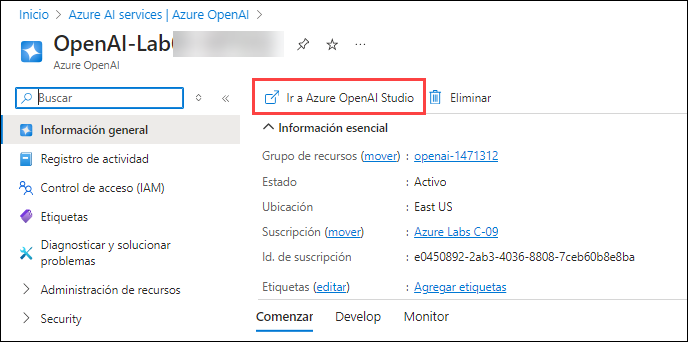 Inicio > Azure AI services | Azure OpenAI >
OpenAI-Lab
Azure OpenAI
Buscar
Ir a Azure OpenAI Studio
Eliminar
Información general
Registro de actividad
Control de acceso (IAM)
Etiquetas
Diagnosticar y solucionar
problemas
Administración de recursos
Security
Información esencial
Grupo de recursos (mover) : openai-1471312
Estado : Activo
Ubicación : East US
Suscripción (mover) : Azure Labs C-09
Id. de suscripción : e0450892-2ab3-4036-8808-7ceb60b8e8ba
Etiquetas (editar) : Agregar etiquetas
Comenzar Develop Monitor